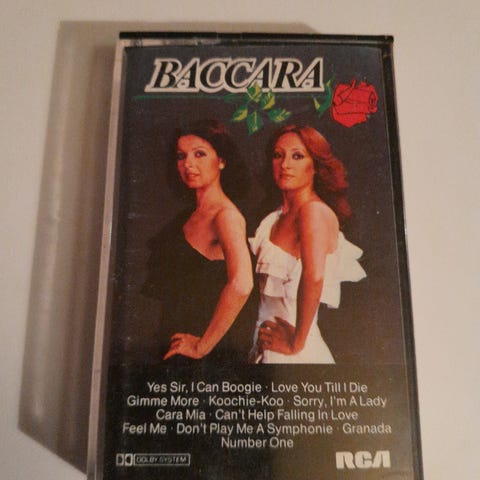 BACCARA
Yes Sir, I Can Boogie · Love You Till I Die
Gimme More · Koochie-Koo · Sorry, I'm A Lady
Cara Mia · Can't Help Falling In Love
Feel Me · Don't Play Me A Symphonie · Granada
Number One
DOLBY SYSTEM
RCA